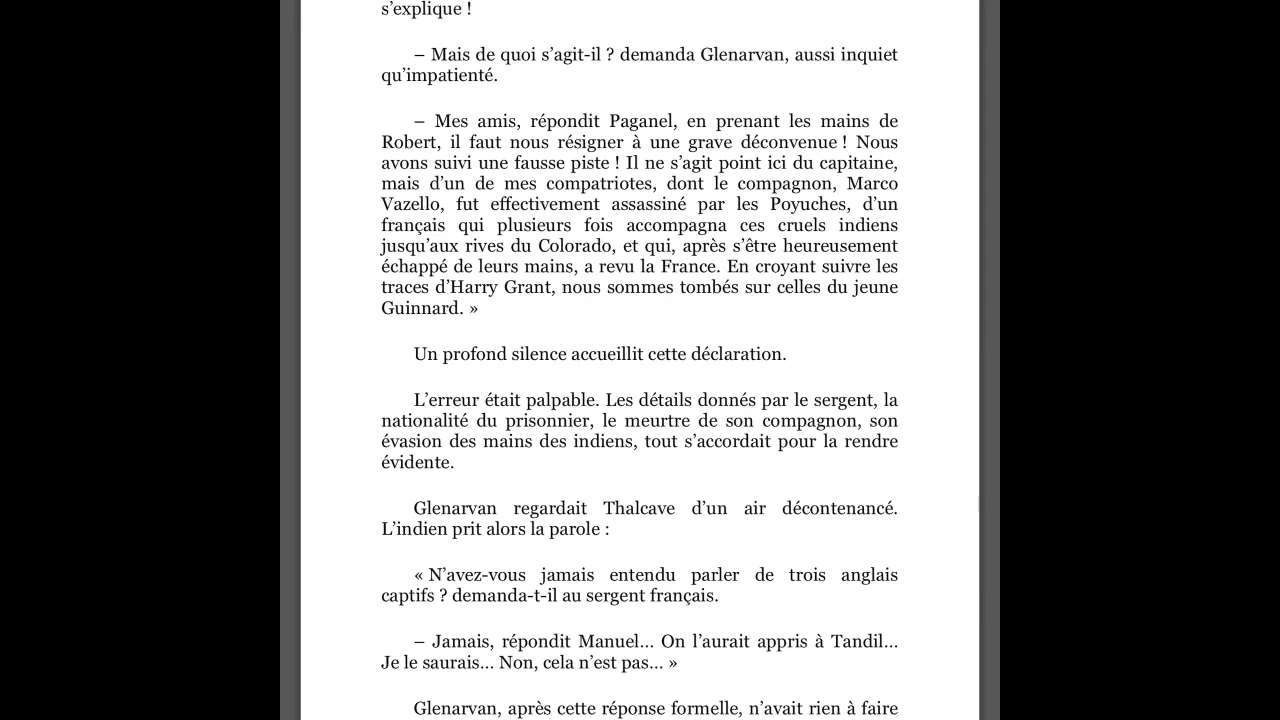 s’explique !
– Mais de quoi s’agit-il ? demanda Glenarvan, aussi inquiet
qu’impatienté.
– Mes amis, répondit Paganel, en prenant les mains de
Robert, il faut nous résigner à une grave déconvenue ! Nous
avons suivi une fausse piste ! Il ne s’agit point ici du capitaine,
mais d’un de mes compatriotes, dont le compagnon, Marco
Vazello, fut effectivement assassiné par les Poyuches, d’un
français qui plusieurs fois accompagna ces cruels indiens
jusqu’aux rives du Colorado, et qui, après s’être heureusement
échappé de leurs mains, a revu la France. En croyant suivre les
traces d’Harry Grant, nous sommes tombés sur celles du jeune
Guinnard. »
Un profond silence accueillit cette déclaration.
L’erreur était palpable. Les détails donnés par le sergent, la
nationalité du prisonnier, le meurtre de son compagnon, son
évasion des mains des indiens, tout s’accordait pour la rendre
évidente.
Glenarvan regardait Thalcave d’un air décontenancé.
L’indien prit alors la parole :
« N’avez-vous jamais entendu parler de trois anglais
captifs ? demanda-t-il au sergent français.
– Jamais, répondit Manuel… On l’aurait appris à Tandil…
Je le saurais… Non, cela n’est pas… »
Glenarvan, après cette réponse formelle, n’avait rien à faire